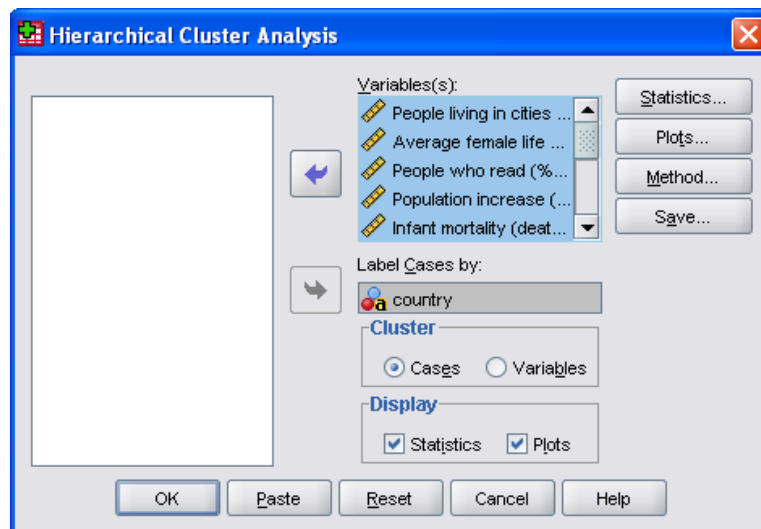 Hierarchical Cluster Analysis
Variables(s):
People living in cities ...
Average female life ...
People who read (%...
Population increase (...
Infant mortality (deat...
Statistics...
Plots...
Method...
Save...
Label Cases by:
a country
Cluster
Cases Variables
Display
Statistics Plots
OK Paste Reset Cancel Help